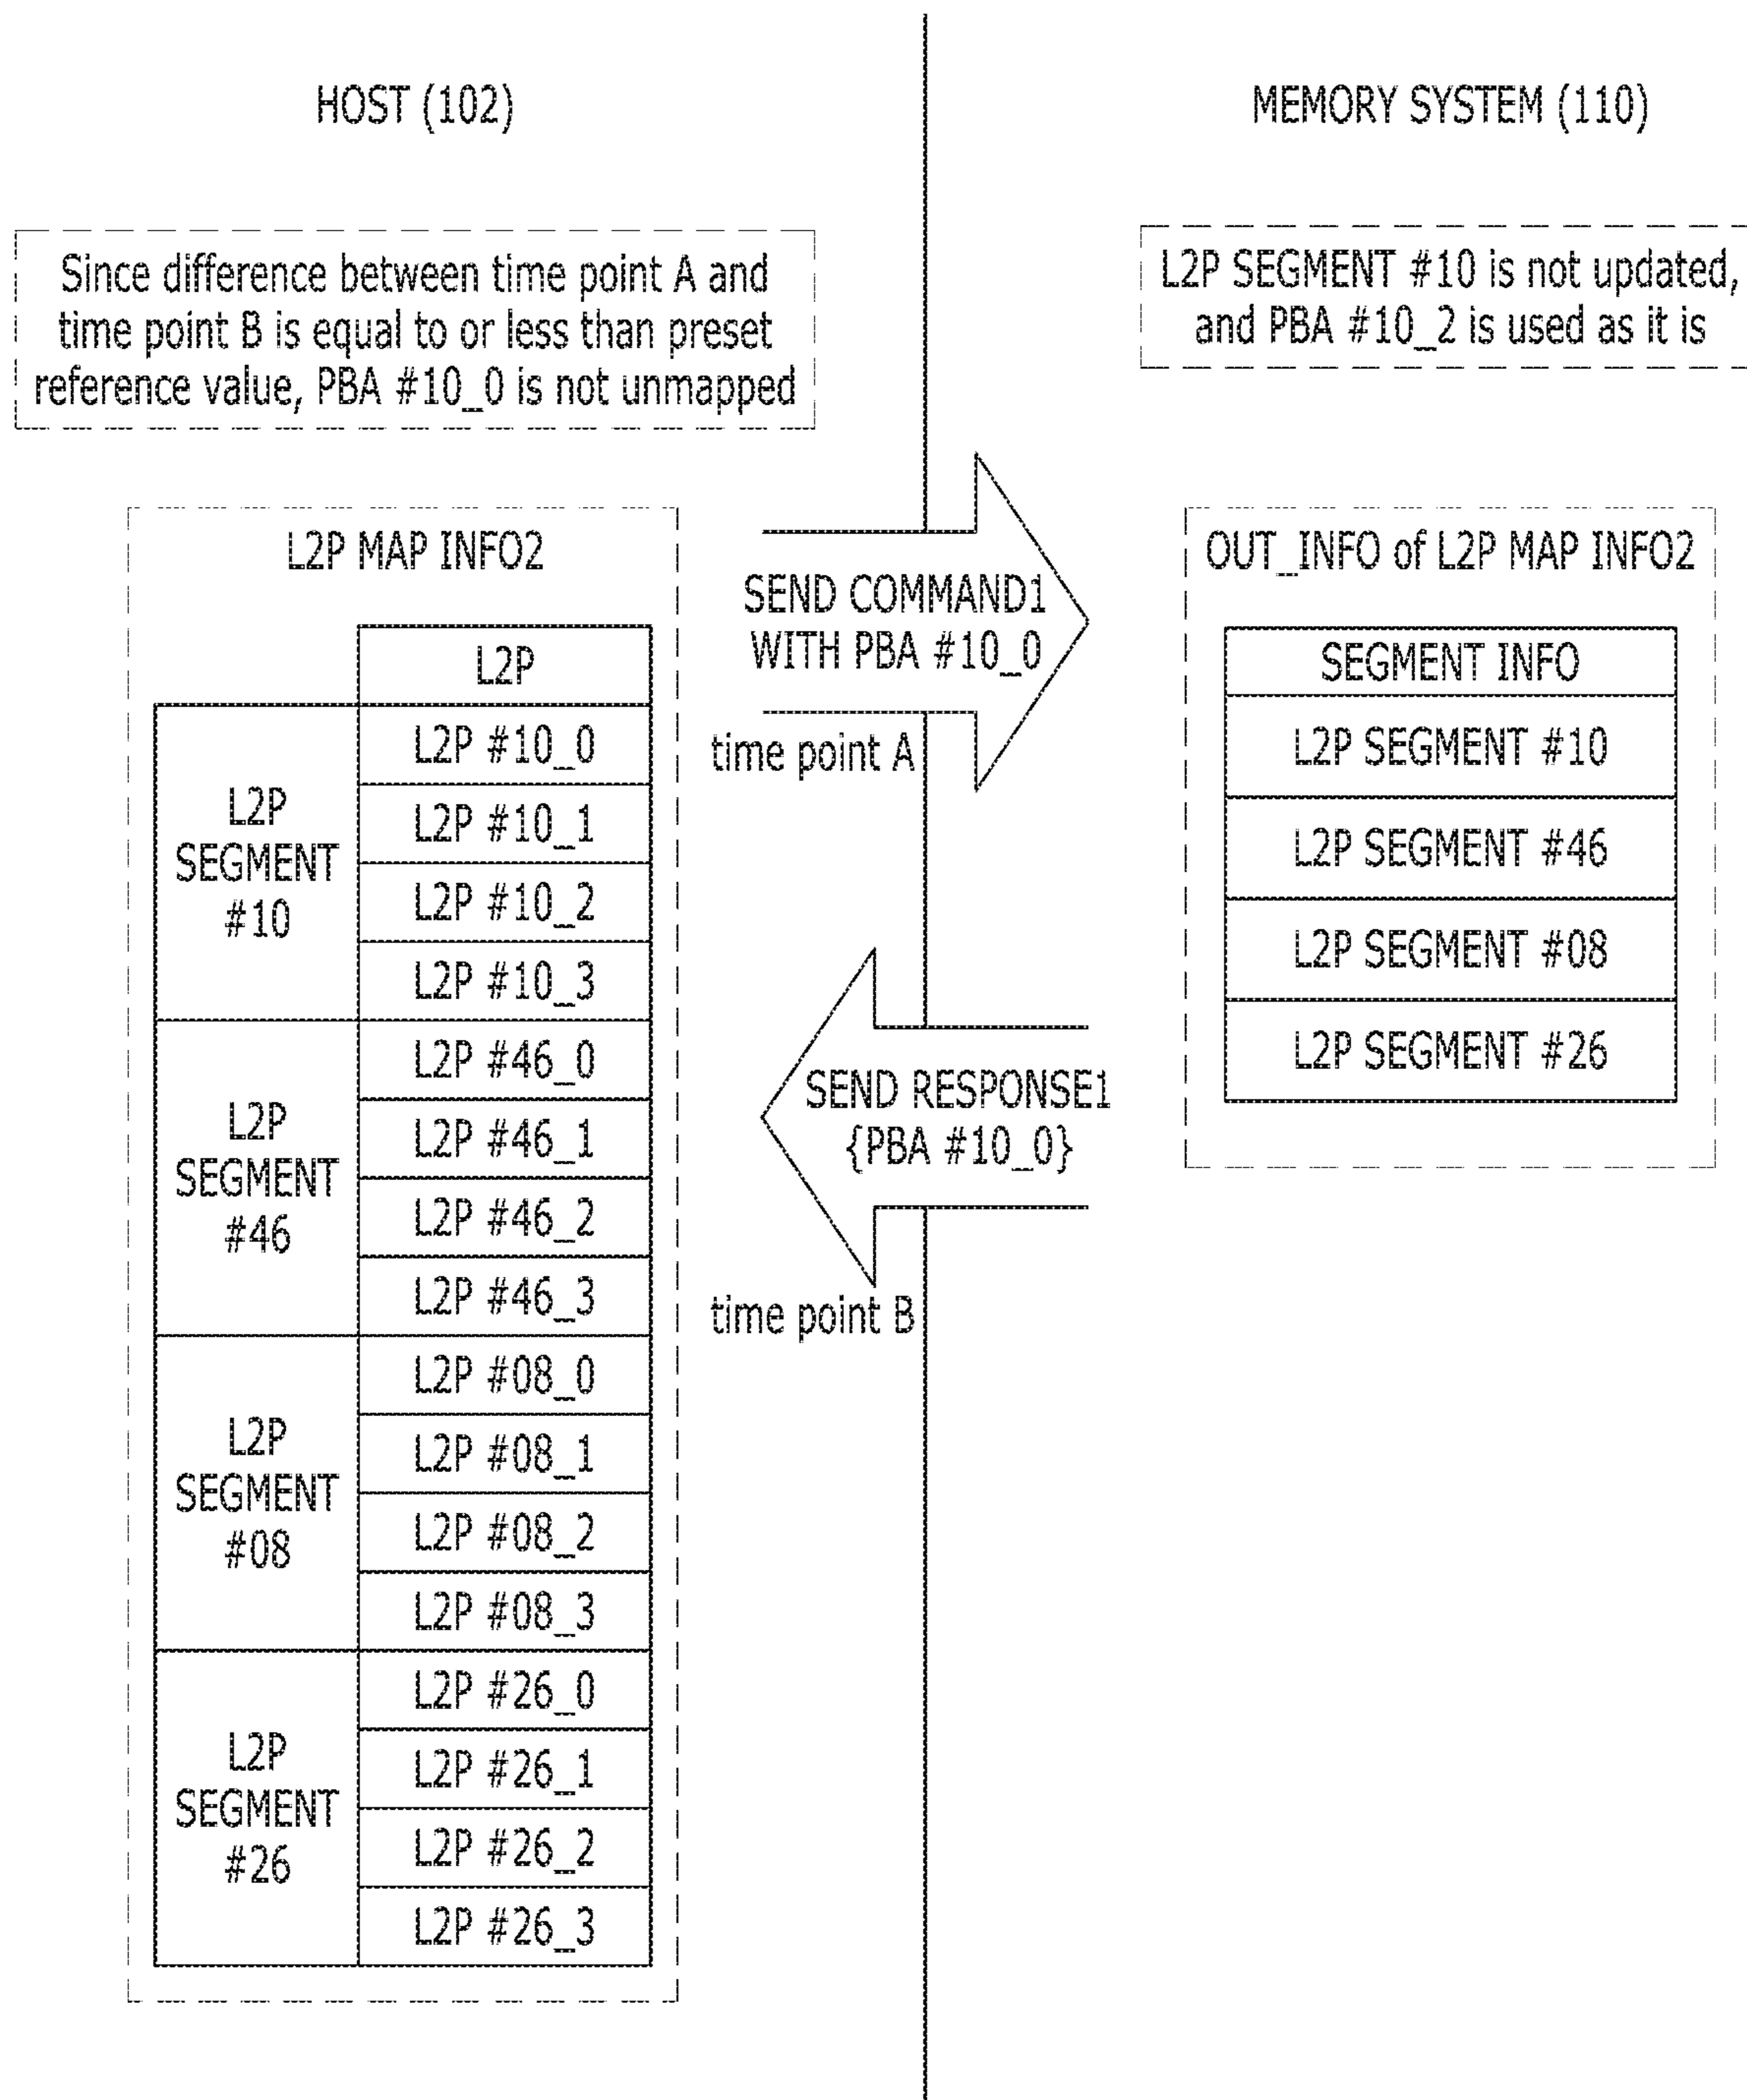 HOST (102)
MEMORY SYSTEM (110)
Since difference between time point A and
time point B is equal to or less than preset
reference value, PBA #10_0 is not unmapped
L2P SEGMENT #10 is not updated,
and PBA #10_2 is used as it is
L2P MAP INFO2
L2P
L2P
SEGMENT
#10
L2P #10_0
L2P #10_1
L2P #10_2
L2P #10_3
L2P
SEGMENT
#46
L2P #46_0
L2P #46_1
L2P #46_2
L2P #46_3
L2P
SEGMENT
#08
L2P #08_0
L2P #08_1
L2P #08_2
L2P #08_3
L2P
SEGMENT
#26
L2P #26_0
L2P #26_1
L2P #26_2
L2P #26_3
SEND COMMAND1
WITH PBA #10_0
time point A
SEND RESPONSE1
{PBA #10_0}
time point B
OUT_INFO of L2P MAP INFO2
SEGMENT INFO
L2P SEGMENT #10
L2P SEGMENT #46
L2P SEGMENT #08
L2P SEGMENT #26